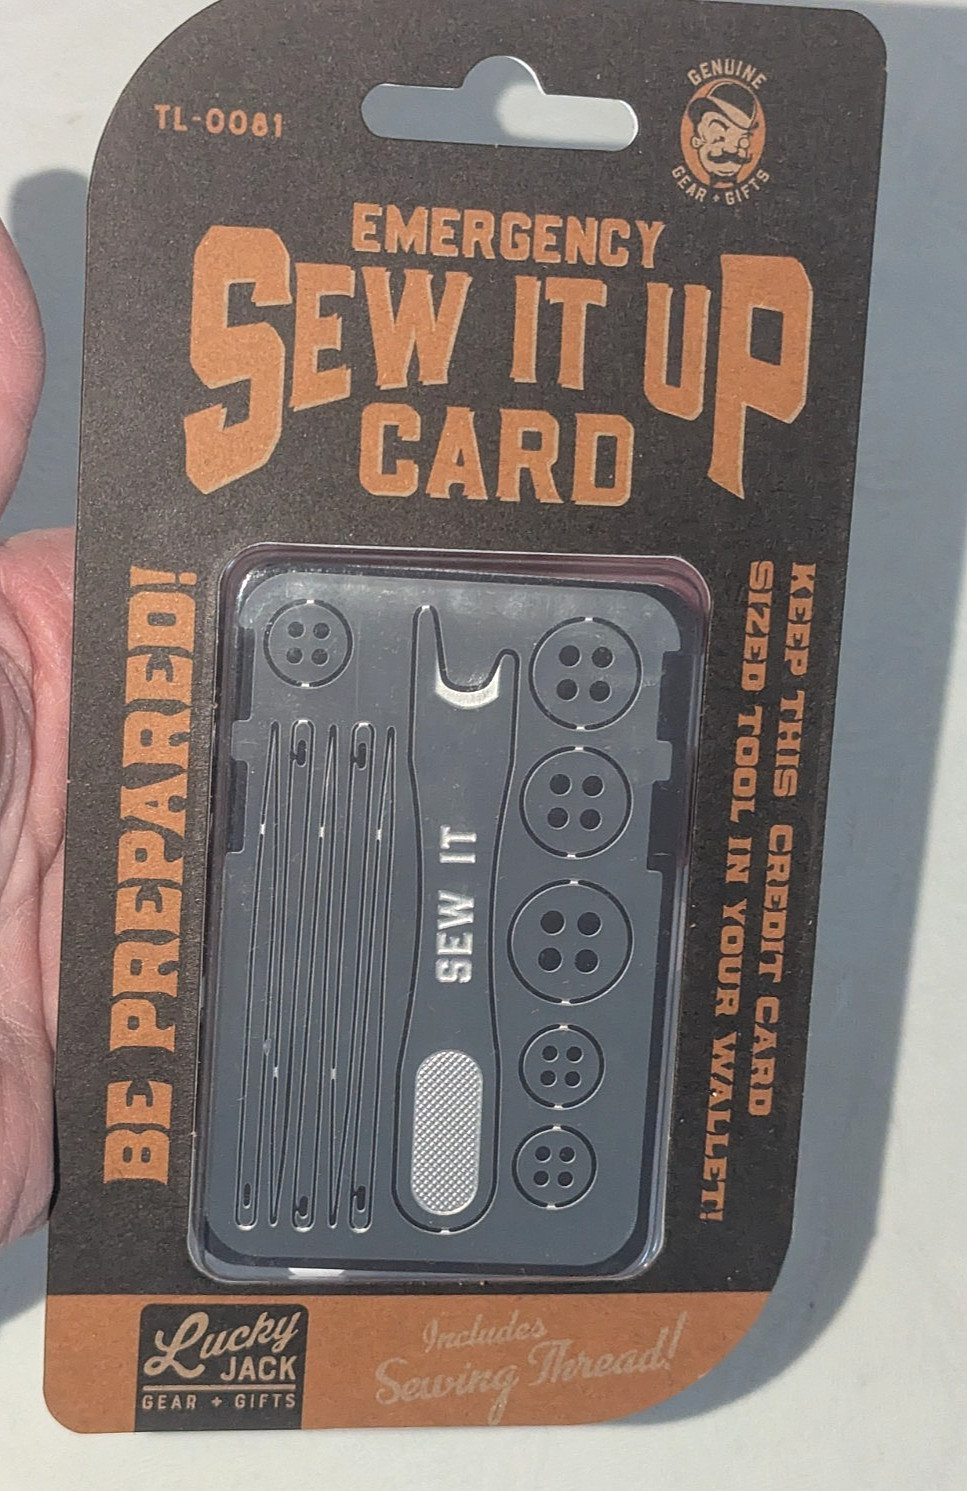 TL-0081
GENUINE
GEAR + GIFTS
EMERGENCY
SEW IT UP
CARD
BE PREPARED!
SEW IT
KEEP THIS CREDIT CARD
SIZED TOOL IN YOUR WALLET!
Lucky
JACK
GEAR + GIFTS
Includes
Sewing Thread!